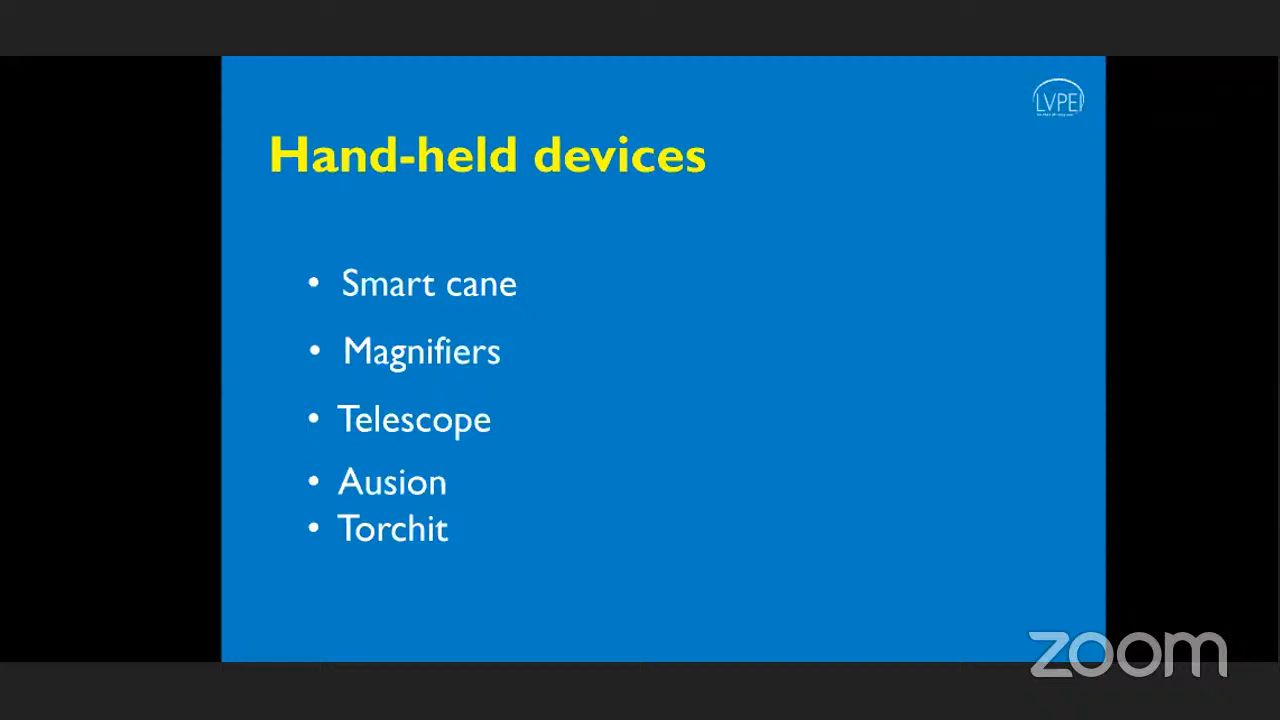 LVPEI
Hand-held devices
• Smart cane
• Magnifiers
• Telescope
• Ausion
• Torchit
zoom